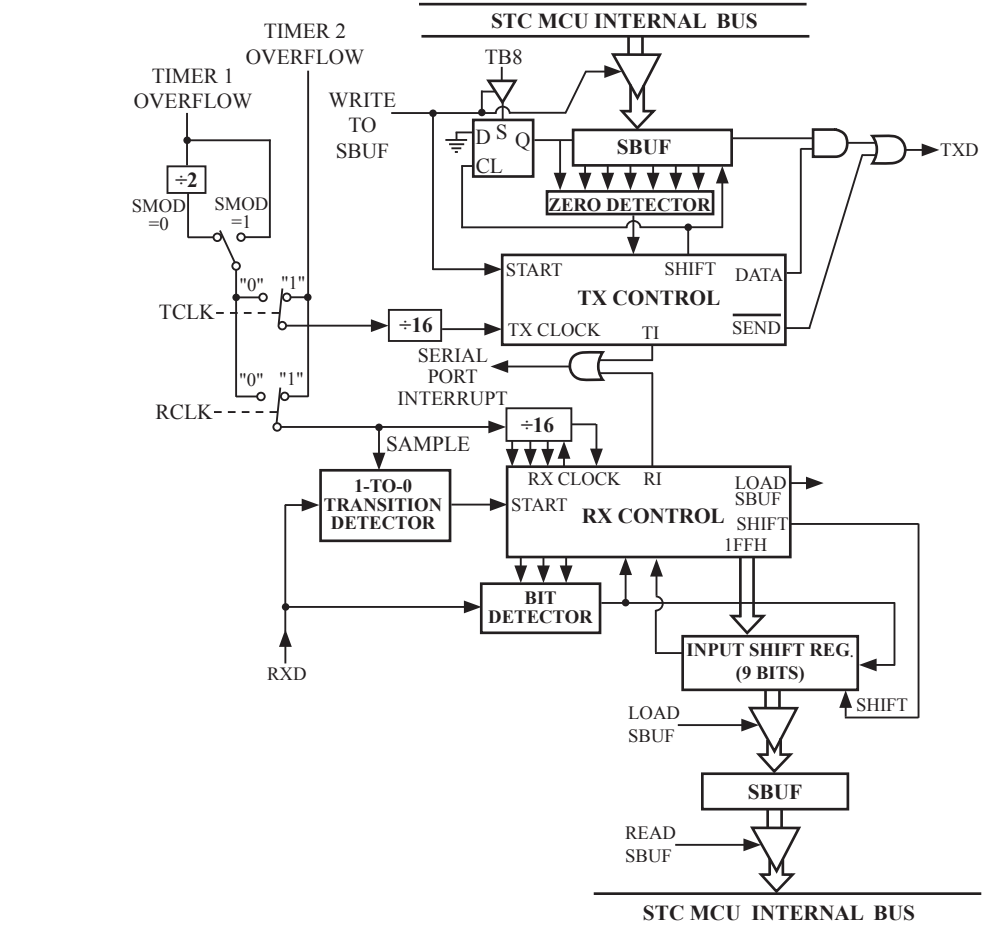 STC MCU INTERNAL BUS
TIMER 2
OVERFLOW
TIMER 1
OVERFLOW
TB8
WRITE
TO
SBUF
D S Q
CL
SBUF
TXD
÷2
ZERO DETECTOR
SMOD
=0
SMOD
=1
START
SHIFT
DATA
TX CONTROL
"0" "1"
TCLK
÷16
TX CLOCK
TI
SEND
SERIAL
PORT
INTERRUPT
"0" "1"
RCLK
SAMPLE
÷16
RX CLOCK
RI
LOAD
SBUF
1-TO-0
TRANSITION
DETECTOR
START
RX CONTROL
SHIFT
1FFH
BIT
DETECTOR
RXD
INPUT SHIFT REG.
(9 BITS)
SHIFT
LOAD
SBUF
SBUF
READ
SBUF
STC MCU INTERNAL BUS